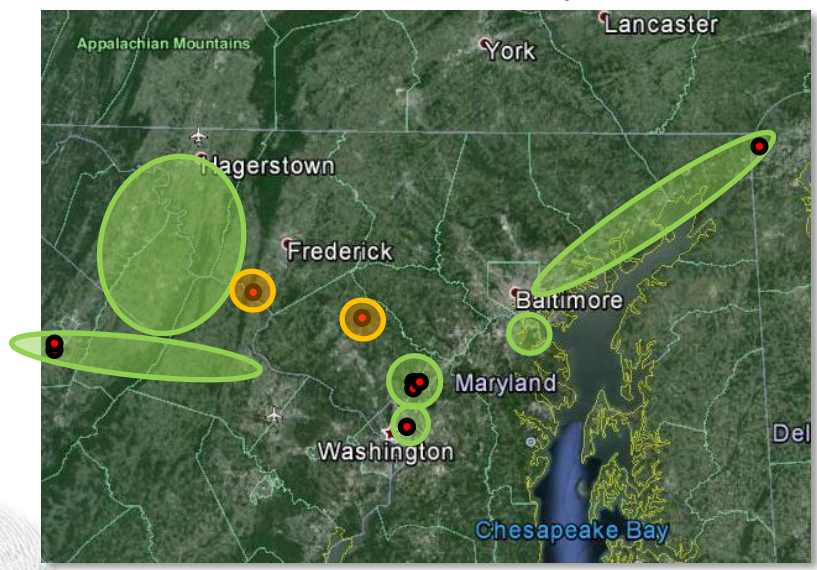 Lancaster
Appalachian Mountains
York
Hagerstown
Frederick
Baltimore
Maryland
Washington
Del
Chesapeake Bay